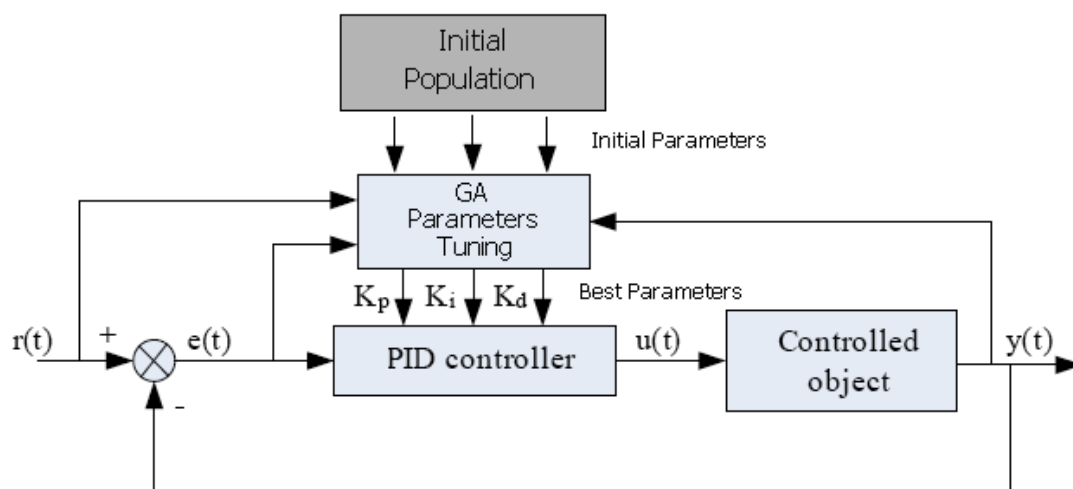 Initial
Population
Initial Parameters
GA
Parameters
Tuning
Kp Ki Kd
Best Parameters
r(t)
+
e(t)
PID controller
u(t)
Controlled
object
y(t)
-